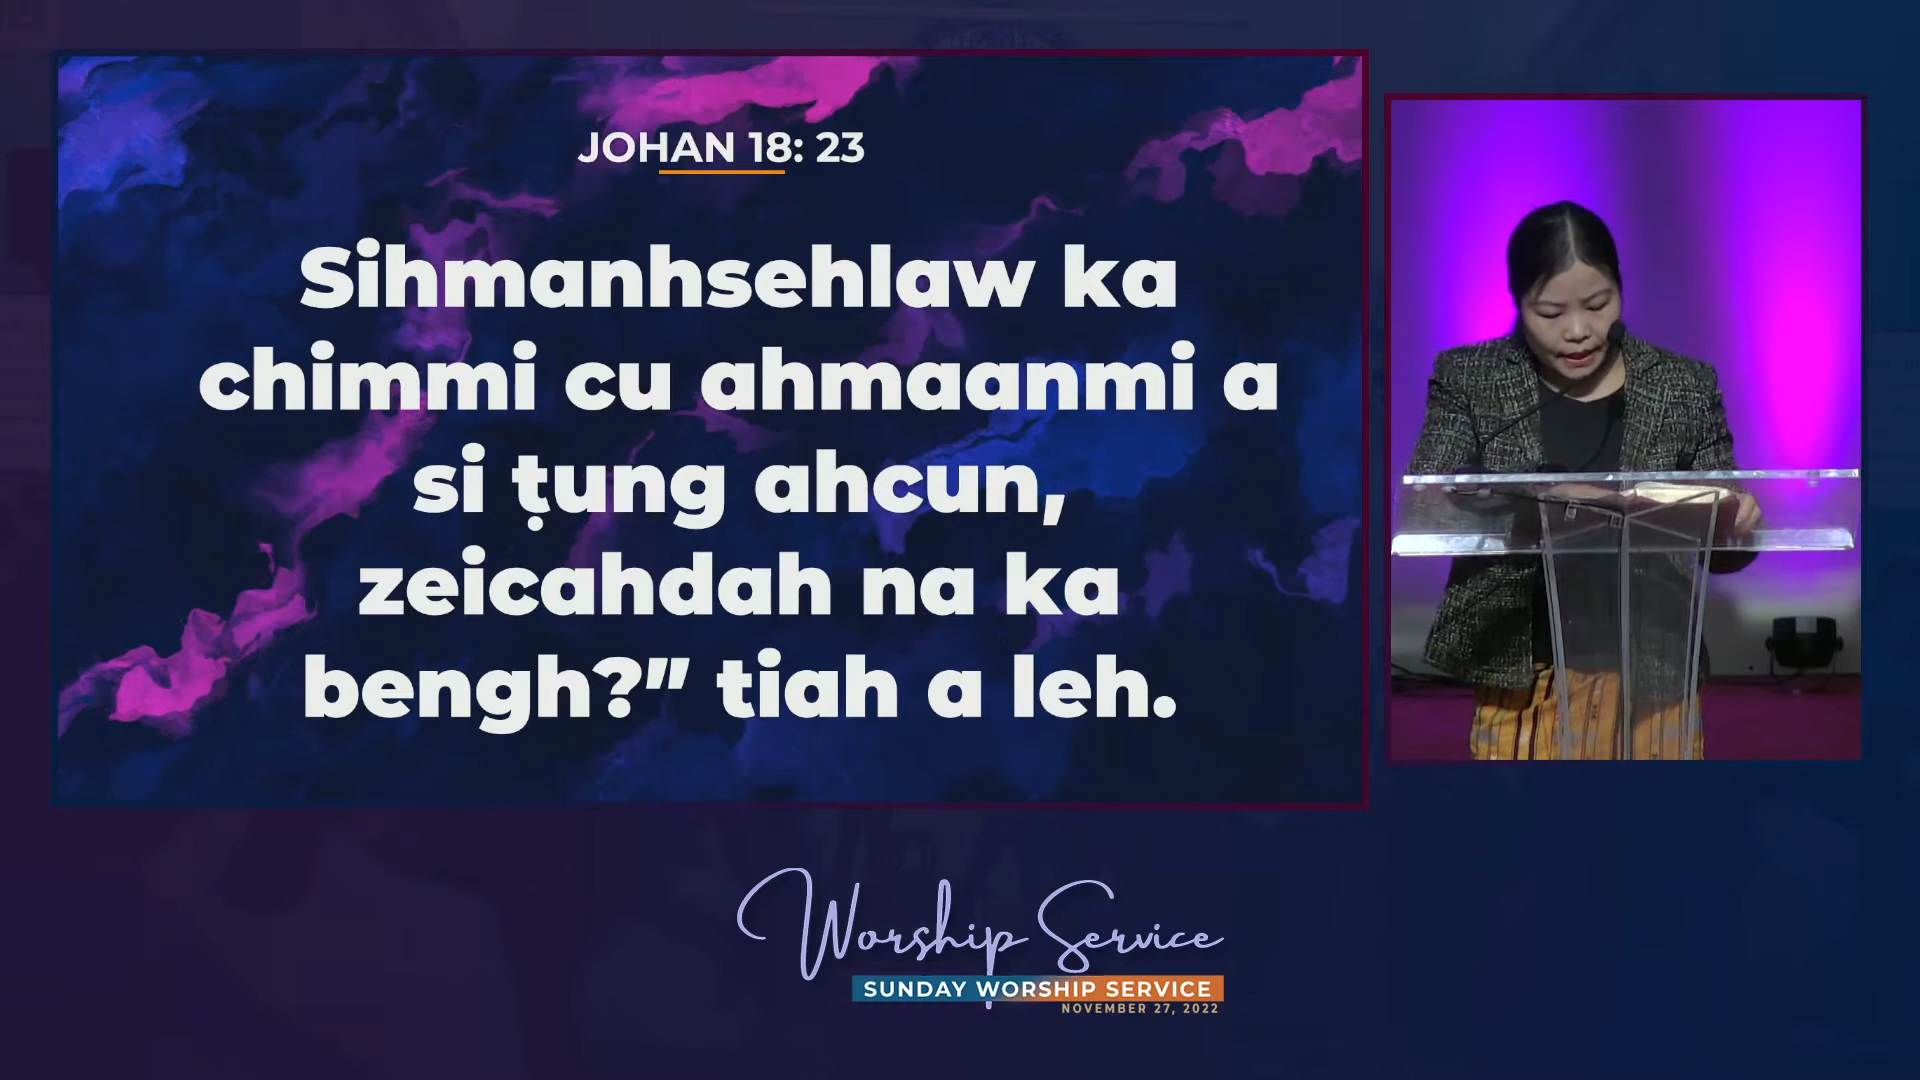 JOHAN 18: 23
Sihmanhsehlaw ka
chimmi cu ahmaanmi a
si ṭung ahcun,
zeicahdah na ka
bengh?” tiah a leh.
Worship Service
SUNDAY WORSHIP SERVICE
NOVEMBER 27, 2022